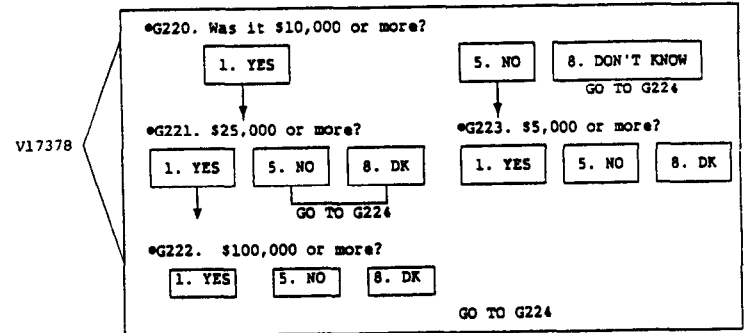 ●G220. Was it $10,000 or more?
1. YES
5. NO
8. DON'T KNOW
GO TO G224
V17378
●G221. $25,000 or more?
1. YES
5. NO
8. DK
GO TO G224
●G223. $5,000 or more?
1. YES
5. NO
8. DK
●G222. $100,000 or more?
1. YES
5. NO
8. DK
GO TO G224